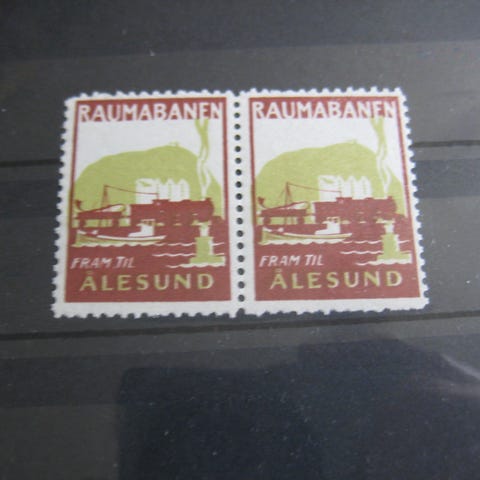 RAUMABANEN
FRAM TIL
ÅLESUND
RAUMABANEN
FRAM TIL
ÅLESUND